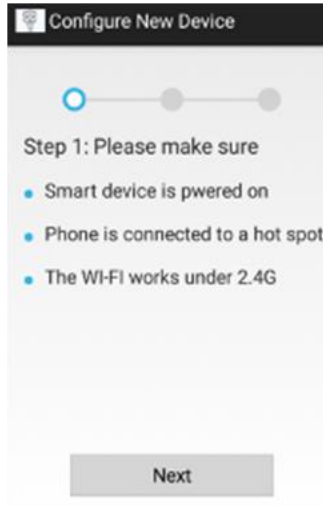 Configure New Device
Step 1: Please make sure
Smart device is pwered on
Phone is connected to a hot spot
The WI-FI works under 2.4G
Next